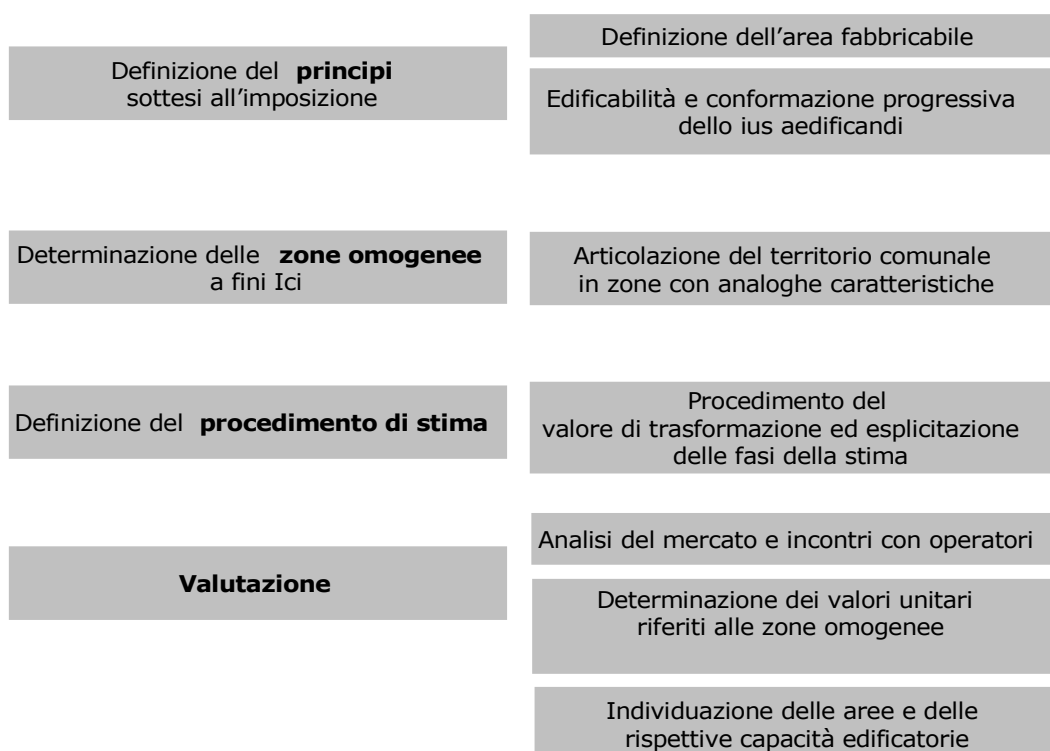 Definizione del principi
sottesi all'imposizione
Definizione dell'area fabbricabile
Edificabilità e conformazione progressiva
dello ius aedificandi
Determinazione delle zone omogenee
a fini Ici
Articolazione del territorio comunale
in zone con analoghe caratteristiche
Definizione del procedimento di stima
Procedimento del
valore di trasformazione ed esplicitazione
delle fasi della stima
Valutazione
Analisi del mercato e incontri con operatori
Determinazione dei valori unitari
riferiti alle zone omogenee
Individuazione delle aree e delle
rispettive capacità edificatorie